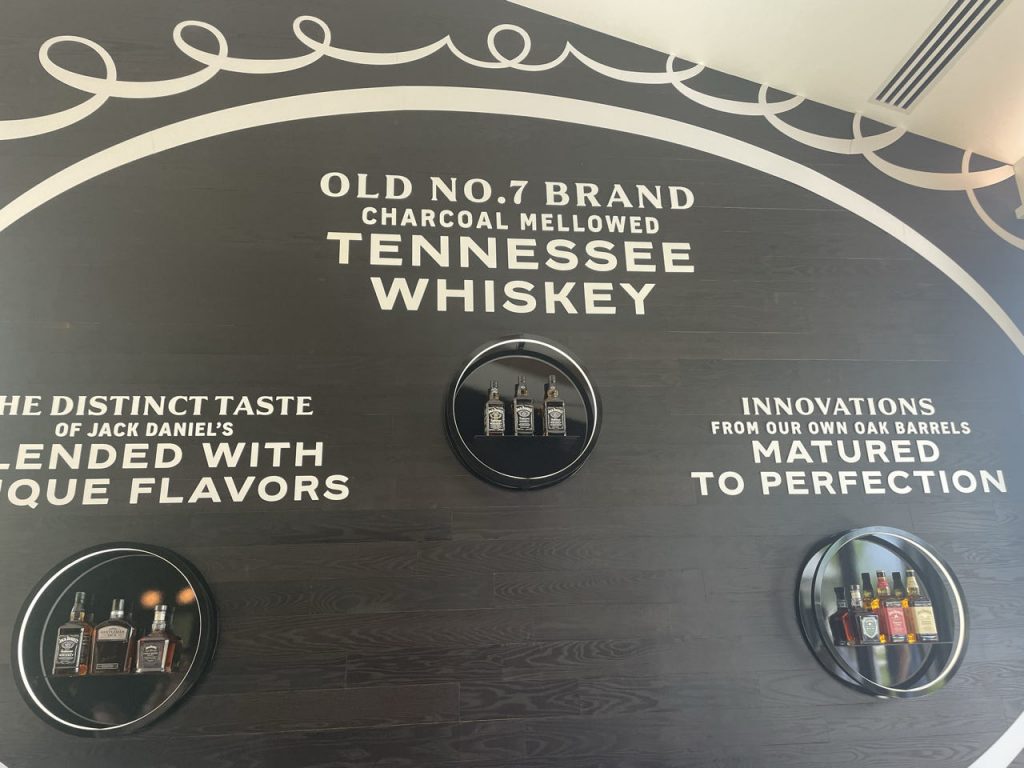 OLD NO.7 BRAND
CHARCOAL MELLOWED
TENNESSEE
WHISKEY
HE DISTINCT TASTE
OF JACK DANIEL'S
LENDED WITH
IQUE FLAVORS
INNOVATIONS
FROM OUR OWN OAK BARRELS
MATURED
TO PERFECTION